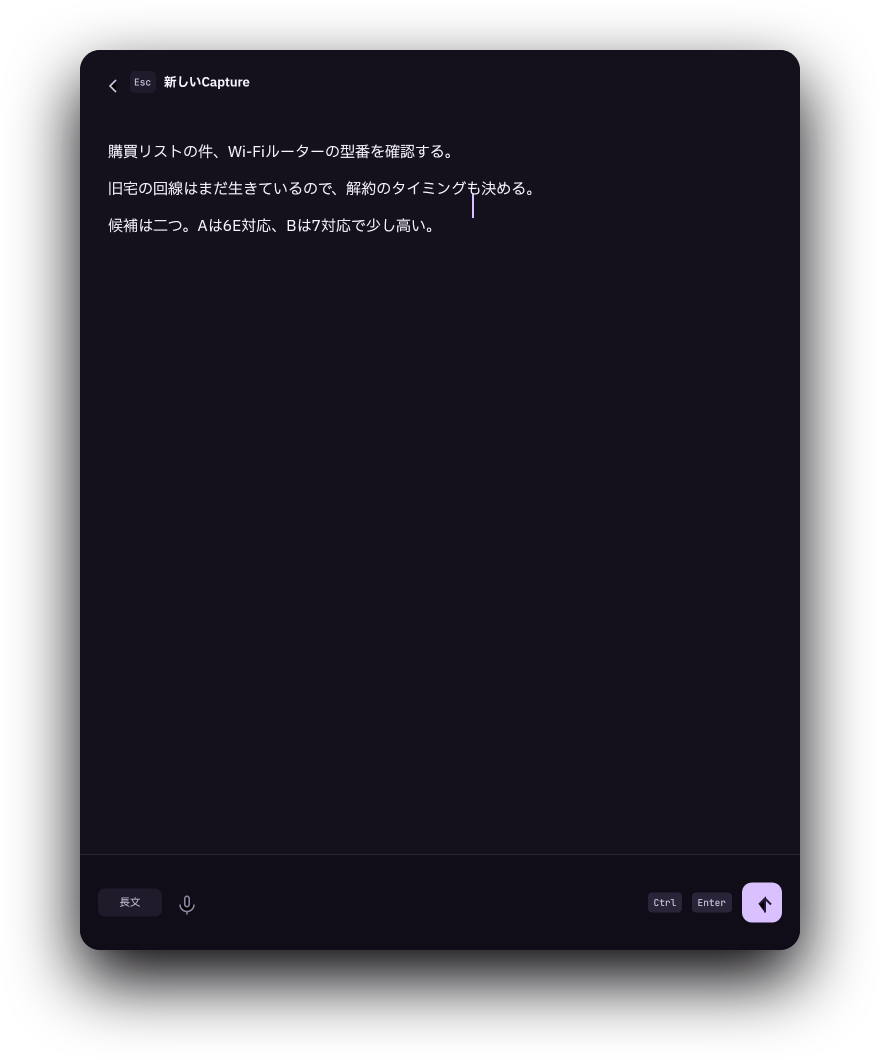 Esc 新しいCapture
購買リストの件、Wi-Fiルーターの型番を確認する。
旧宅の回線はまだ生きているので、解約のタイミングも決める。
候補は二つ。Aは6E対応、Bは7対応で少し高い。
長文 Ctrl Enter